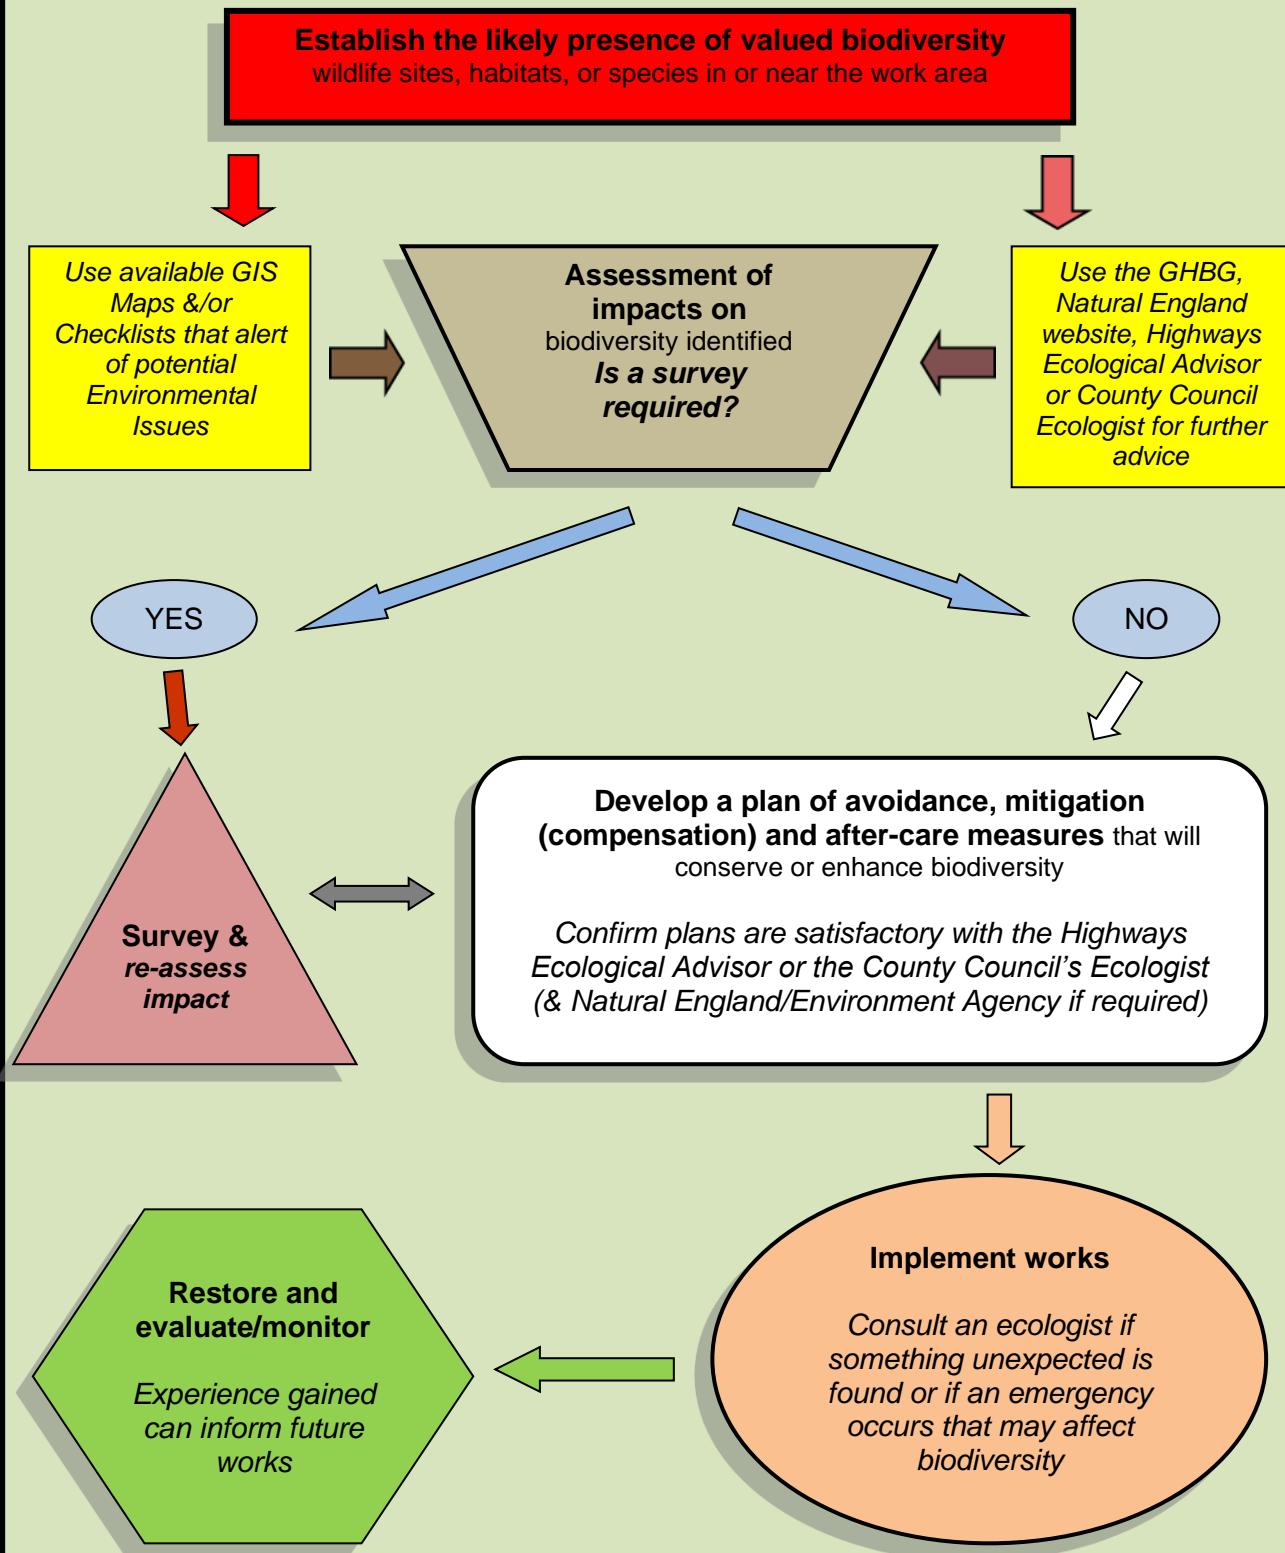 Establish the likely presence of valued biodiversity
wildlife sites, habitats, or species in or near the work area
Use available GIS
Maps &/or
Checklists that alert
of potential
Environmental
Issues
Assessment of
impacts on
biodiversity identified
Is a survey
required?
Use the GHBG,
Natural England
website, Highways
Ecological Advisor
or County Council
Ecologist for further
advice
YES
NO
Survey &
re-assess
impact
Develop a plan of avoidance, mitigation
(compensation) and after-care measures that will
conserve or enhance biodiversity
Confirm plans are satisfactory with the Highways
Ecological Advisor or the County Council’s Ecologist
(& Natural England/Environment Agency if required)
Restore and
evaluate/monitor
Experience gained
can inform future
works
Implement works
Consult an ecologist if
something unexpected is
found or if an emergency
occurs that may affect
biodiversity